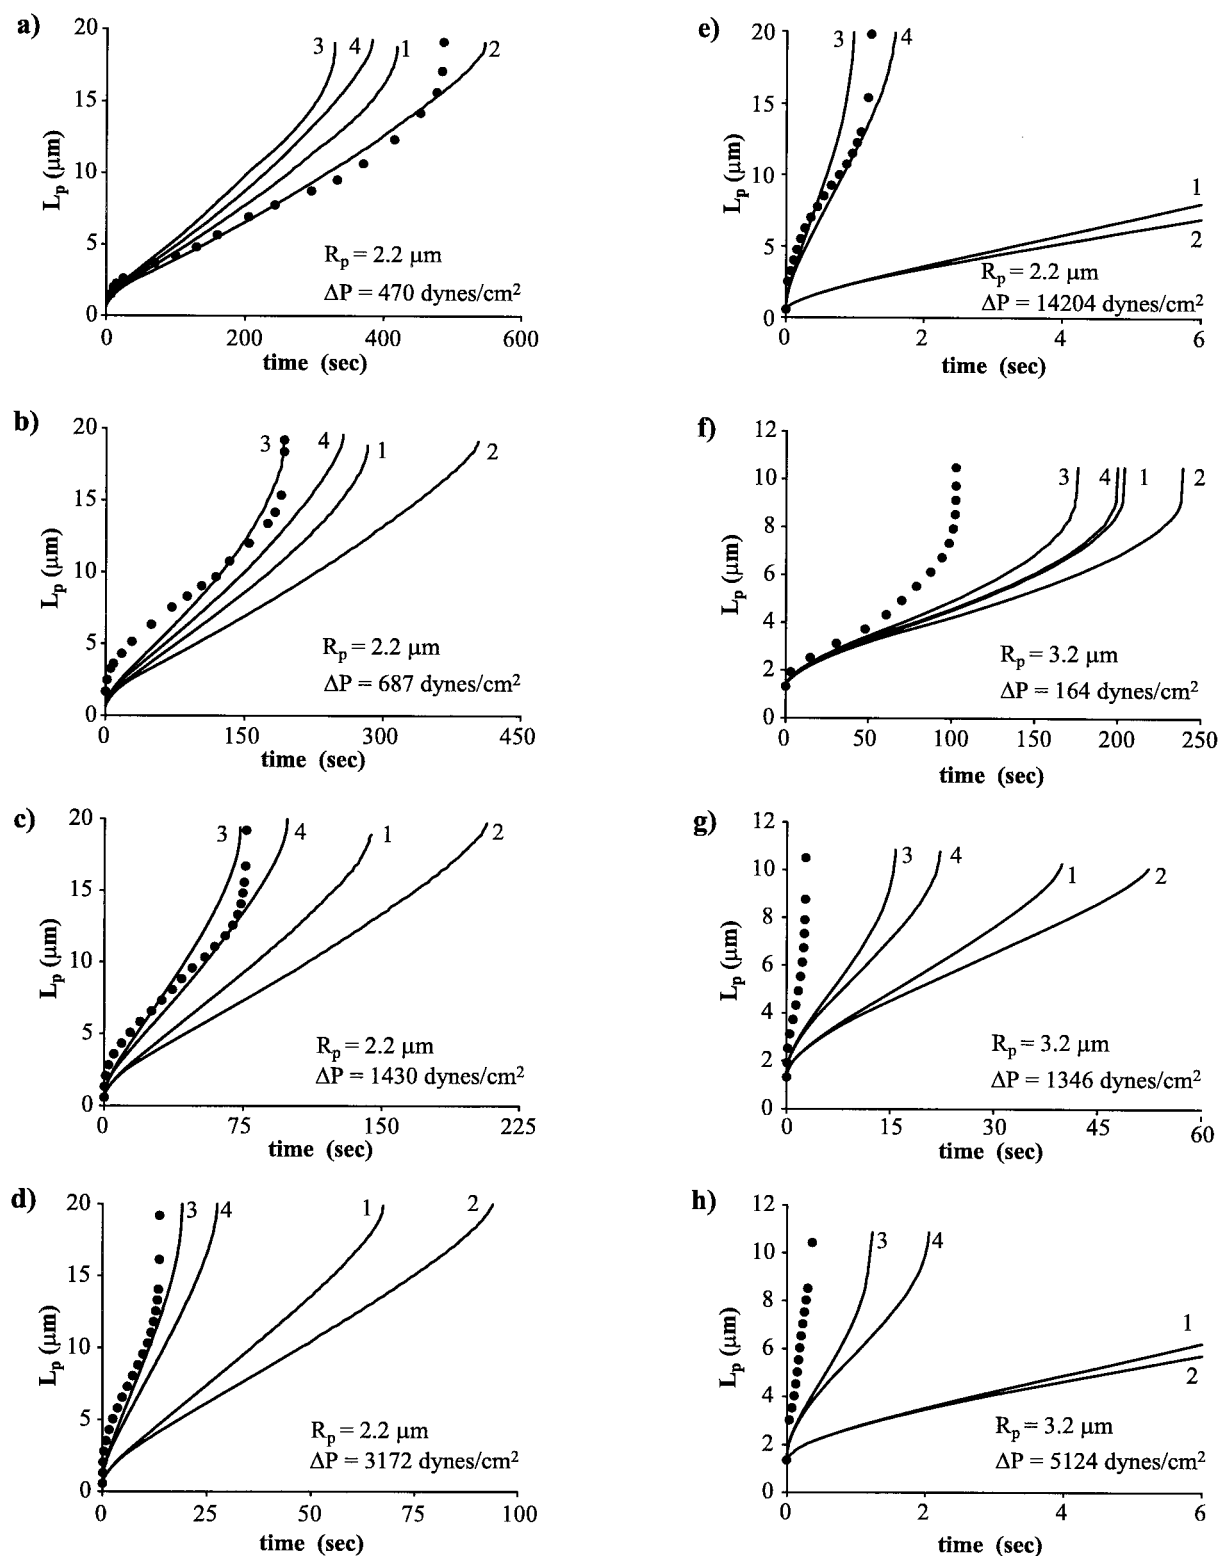 a)
20
15
10
5
0
Lp (μm)
3
4
1
2
Rp = 2.2 μm
ΔP = 470 dynes/cm²
0
200
400
600
time (sec)
b)
20
15
10
5
0
Lp (μm)
3
4
1
2
Rp = 2.2 μm
ΔP = 687 dynes/cm²
0
150
300
450
time (sec)
c)
20
15
10
5
0
Lp (μm)
3
4
1
2
Rp = 2.2 μm
ΔP = 1430 dynes/cm²
0
75
150
225
time (sec)
d)
20
15
10
5
0
Lp (μm)
3
4
1
2
Rp = 2.2 μm
ΔP = 3172 dynes/cm²
0
25
50
75
100
time (sec)
e)
20
15
10
5
0
Lp (μm)
3
4
1
2
Rp = 2.2 μm
ΔP = 14204 dynes/cm²
0
2
4
6
time (sec)
f)
12
10
8
6
4
2
0
Lp (μm)
3
4
1
2
Rp = 3.2 μm
ΔP = 164 dynes/cm²
0
50
100
150
200
250
time (sec)
g)
12
10
8
6
4
2
0
Lp (μm)
3
4
1
2
Rp = 3.2 μm
ΔP = 1346 dynes/cm²
0
15
30
45
60
time (sec)
h)
12
10
8
6
4
2
0
Lp (μm)
3
4
1
2
Rp = 3.2 μm
ΔP = 5124 dynes/cm²
0
2
4
6
time (sec)